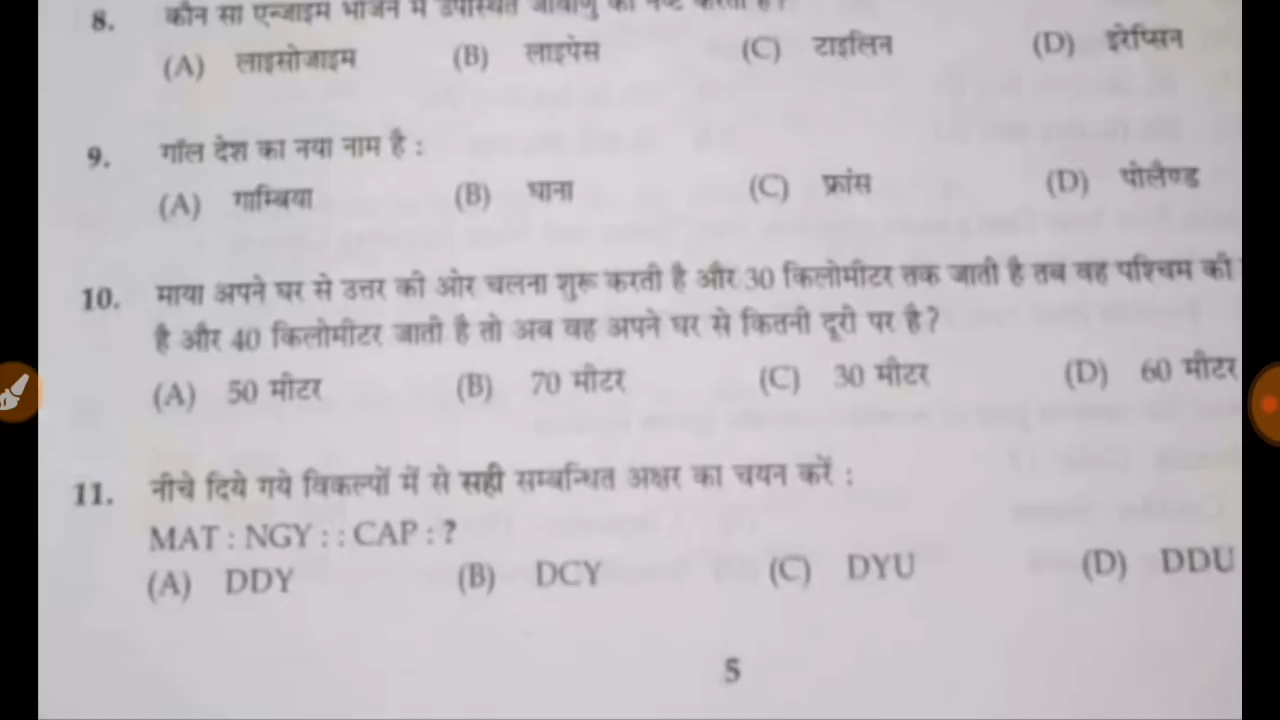 8. कौन सा एन्जाइम भोजन में उपस्थित जीवाणु को नष्ट करता है?
(A) लाइसोजाइम (B) लाइपेस (C) टाइलिन (D) इरेप्सिन
9. गॉल देश का नया नाम है :
(A) गाम्बिया (B) घाना (C) फ्रांस (D) पोलैण्ड
10. माया अपने घर से उत्तर की ओर चलना शुरू करती है और 30 किलोमीटर तक जाती है तब वह पश्चिम की
है और 40 किलोमीटर जाती है तो अब वह अपने घर से कितनी दूरी पर है?
(A) 50 मीटर (B) 70 मीटर (C) 30 मीटर (D) 60 मीटर
11. नीचे दिये गये विकल्पों में से सही सम्बन्धित अक्षर का चयन करें :
MAT : NGY : : CAP : ?
(A) DDY (B) DCY (C) DYU (D) DDU
5